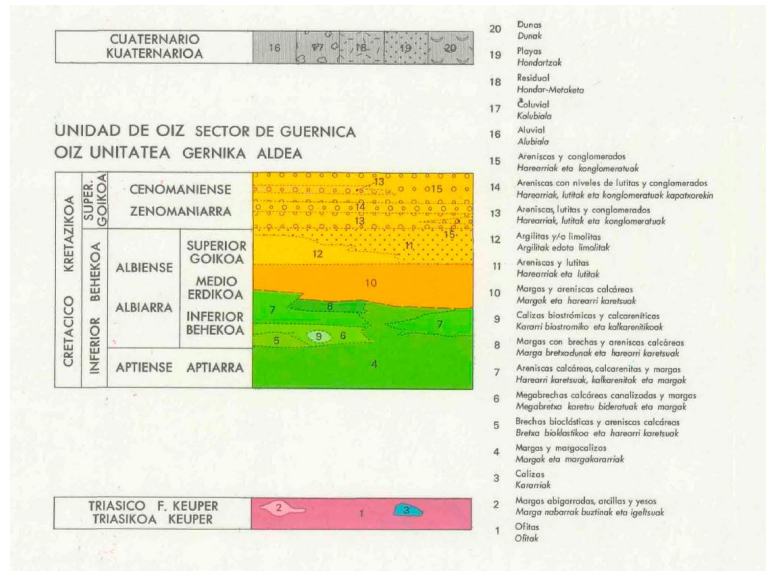 CUATERNARIO
KUATERNARIOA
16 17 18 19 20
UNIDAD DE OIZ SECTOR DE GUERNICA
OIZ UNITATEA GERNIKA ALDEA
CRETACICO KRETAZIKOA
SUPER. GOIKOA
INFERIOR BEHEKOA
CENOMANIENSE
ZENOMANIARRA
ALBIENSE
ALBIARRA
SUPERIOR
GOIKOA
MEDIO
ERDIKOA
INFERIOR
BEHEKOA
APTIENSE APTIARRA
13
15
14
13
15
12 11
10
8
7
7
5 9 6
4
TRIASICO F. KEUPER
TRIASIKOA KEUPER
2 1 3
20 Dunas
Dunak
19 Playas
Hondartzak
18 Residual
Hondar-Metaketa
17 Coluvial
Kolubiala
16 Aluvial
Alubiala
15 Areniscas y conglomerados
Harearriak eta konglomeratuak
14 Areniscas con niveles de lutitas y conglomerados
Harearriak, lutitak eta konglomeratuak kapatxorekin
13 Areniscas, lutitas y conglomerados
Harearriak, lutitak eta konglomeratuak
12 Argilitas y/o limolitas
Argilitak edota limolitak
11 Areniscas y lutitas
Harearriak eta lutitak
10 Margas y areniscas calcáreas
Margak eta harearri karetsuak
9 Calizas biostrómicas y calcareníticas
Kararri biostromiko eta kalkarenitikoak
8 Margas con brechas y areniscas calcáreas
Marga bretxadunak eta harearri karetsuak
7 Areniscas calcáreas, calcarenitas y margas
Harearri karetsuak, kalkarenitak eta margak
6 Megabrechas calcáreas canalizadas y margas
Megabretxa karetsu bideratuak eta margak
5 Brechas bioclásticas y areniscas calcáreas
Bretxa bioklastikoa eta harearri karetsuak
4 Margas y margocalizas
Margak eta margakararriak
3 Calizas
Kararriak
2 Margas abigarradas, arcillas y yesos
Marga nabarrak buztinak eta igeltsuak
1 Ofitas
Ofitak